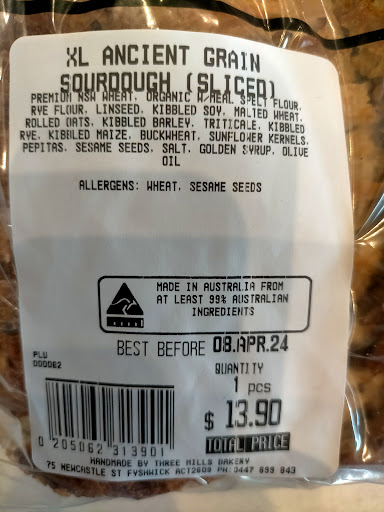 XL ANCIENT GRAIN
SOURDOUGH (SLICED)
PREMIUM NSW WHEAT, ORGANIC W/MEAL SPELT FLOUR,
RYE FLOUR, LINSEED, KIBBLED SOY, MALTED WHEAT,
ROLLED OATS, KIBBLED BARLEY, TRITICALE, KIBBLED
RYE, KIBBLED MAIZE, BUCKWHEAT, SUNFLOWER KERNELS,
PEPITAS, SESAME SEEDS, SALT, GOLDEN SYRUP, OLIVE
OIL
ALLERGENS: WHEAT, SESAME SEEDS
MADE IN AUSTRALIA FROM
AT LEAST 99% AUSTRALIAN
INGREDIENTS
BEST BEFORE 08.APR.24
PLU
000062
QUANTITY
1 pcs
$ 13.90
TOTAL PRICE
0 205062 313901
HANDMADE BY THREE MILLS BAKERY
75 NEWCASTLE ST FYSHWICK ACT2609 PH 0447 699 843